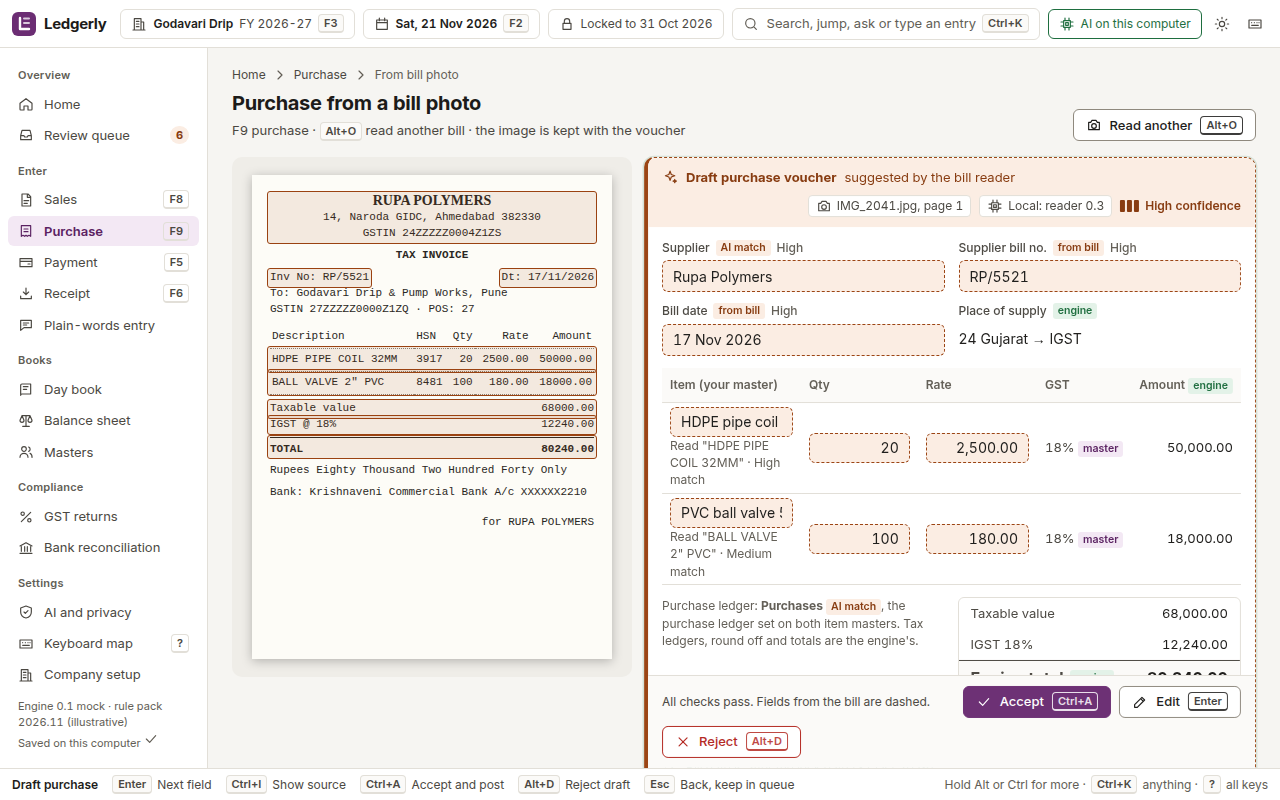 Ledgerly
Godavari Drip FY 2026-27 F3
Sat, 21 Nov 2026 F2
Locked to 31 Oct 2026
Search, jump, ask or type an entry Ctrl+K
AI on this computer
Overview
Home
Review queue 6
Enter
Sales F8
Purchase F9
Payment F5
Receipt F6
Plain-words entry
Books
Day book
Balance sheet
Masters
Compliance
GST returns
Bank reconciliation
Settings
AI and privacy
Keyboard map ?
Company setup
Engine 0.1 mock · rule pack
2026.11 (illustrative)
Saved on this computer
Home > Purchase > From bill photo
Purchase from a bill photo
F9 purchase · Alt+O read another bill · the image is kept with the voucher
Read another Alt+O
RUPA POLYMERS
14, Naroda GIDC, Ahmedabad 382330
GSTIN 24ZZZZZ0004Z1ZS
TAX INVOICE
Inv No: RP/5521 Dt: 17/11/2026
To: Godavari Drip & Pump Works, Pune
GSTIN 27ZZZZZ0000Z1ZQ · POS: 27
Description HSN Qty Rate Amount
HDPE PIPE COIL 32MM 3917 20 2500.00 50000.00
BALL VALVE 2" PVC 8481 100 180.00 18000.00
Taxable value 68000.00
IGST @ 18% 12240.00
TOTAL 80240.00
Rupees Eighty Thousand Two Hundred Forty Only
Bank: Krishnaveni Commercial Bank A/c XXXXXX2210
for RUPA POLYMERS
Draft purchase voucher suggested by the bill reader
IMG_2041.jpg, page 1
Local: reader 0.3
High confidence
Supplier AI match High
Rupa Polymers
Supplier bill no. from bill High
RP/5521
Bill date from bill High
17 Nov 2026
Place of supply engine
24 Gujarat → IGST
Item (your master) Qty Rate GST Amount engine
HDPE pipe coil 20 2,500.00 18% master 50,000.00
Read "HDPE PIPE
COIL 32MM" · High
match
PVC ball valve 100 180.00 18% master 18,000.00
Read "BALL VALVE
2" PVC" · Medium
match
Purchase ledger: Purchases AI match, the
purchase ledger set on both item masters. Tax
ledgers, round off and totals are the engine's.
Taxable value 68,000.00
IGST 18% 12,240.00
All checks pass. Fields from the bill are dashed.
Accept Ctrl+A
Edit Enter
Reject Alt+D
Draft purchase Enter Next field Ctrl+I Show source Ctrl+A Accept and post Alt+D Reject draft Esc Back, keep in queue
Hold Alt or Ctrl for more · Ctrl+K anything · ? all keys